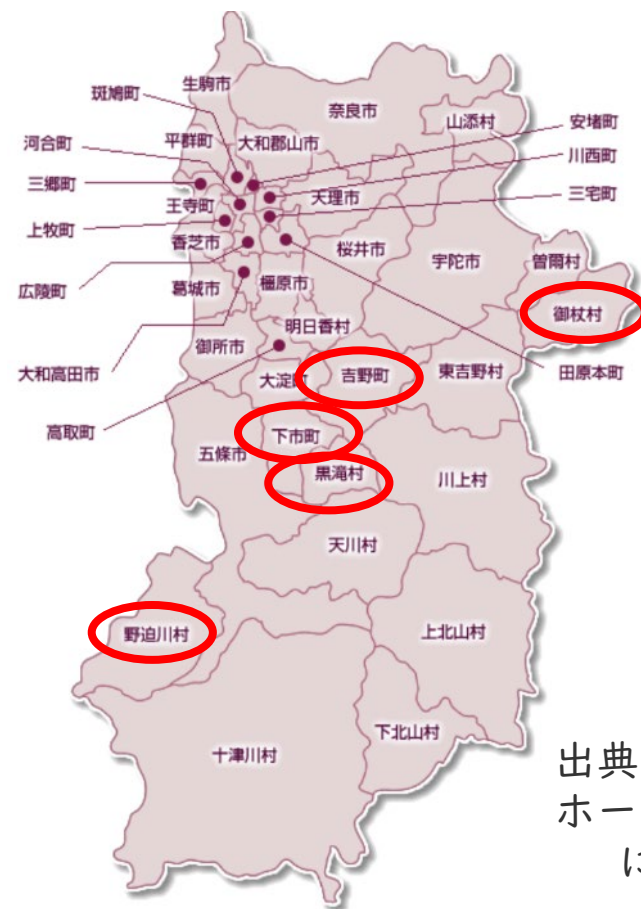 生駒市
斑鳩町
奈良市
山添村
安堵町
河合町
平群町
大和郡山市
川西町
三郷町
王寺町
天理市
三宅町
上牧町
香芝市
桜井市
宇陀市
曽爾村
広陵町
葛城市
橿原市
御杖村
明日香村
御所市
大和高田市
大淀町
吉野町
東吉野村
田原本町
高取町
下市町
五條市
黒滝村
川上村
天川村
野迫川村
上北山村
下北山村
十津川村
出典
ホー
に